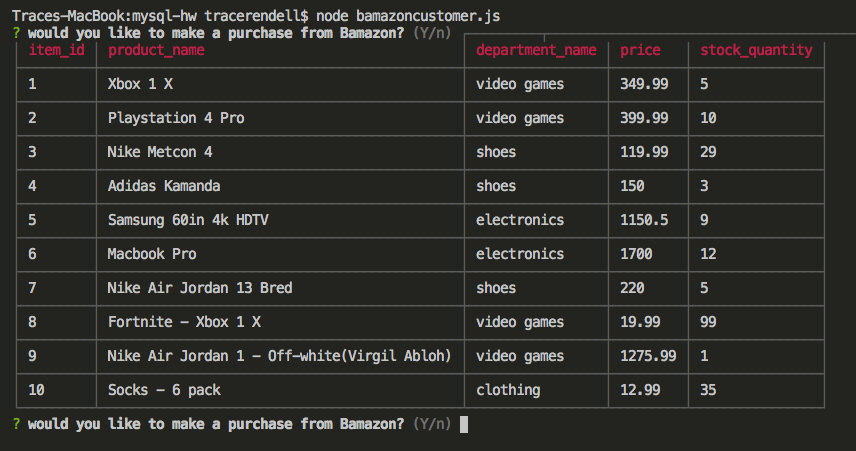 Traces-MacBook:mysql-hw tracerendell$ node bamazoncustomer.js
? would you like to make a purchase from Bamazon? (Y/n)
item_id product_name department_name price stock_quantity
1 Xbox 1 X video games 349.99 5
2 Playstation 4 Pro video games 399.99 10
3 Nike Metcon 4 shoes 119.99 29
4 Adidas Kamanda shoes 150 3
5 Samsung 60in 4k HDTV electronics 1150.5 9
6 Macbook Pro electronics 1700 12
7 Nike Air Jordan 13 Bred shoes 220 5
8 Fortnite - Xbox 1 X video games 19.99 99
9 Nike Air Jordan 1 - Off-white(Virgil Abloh) video games 1275.99 1
10 Socks - 6 pack clothing 12.99 35
? would you like to make a purchase from Bamazon? (Y/n)